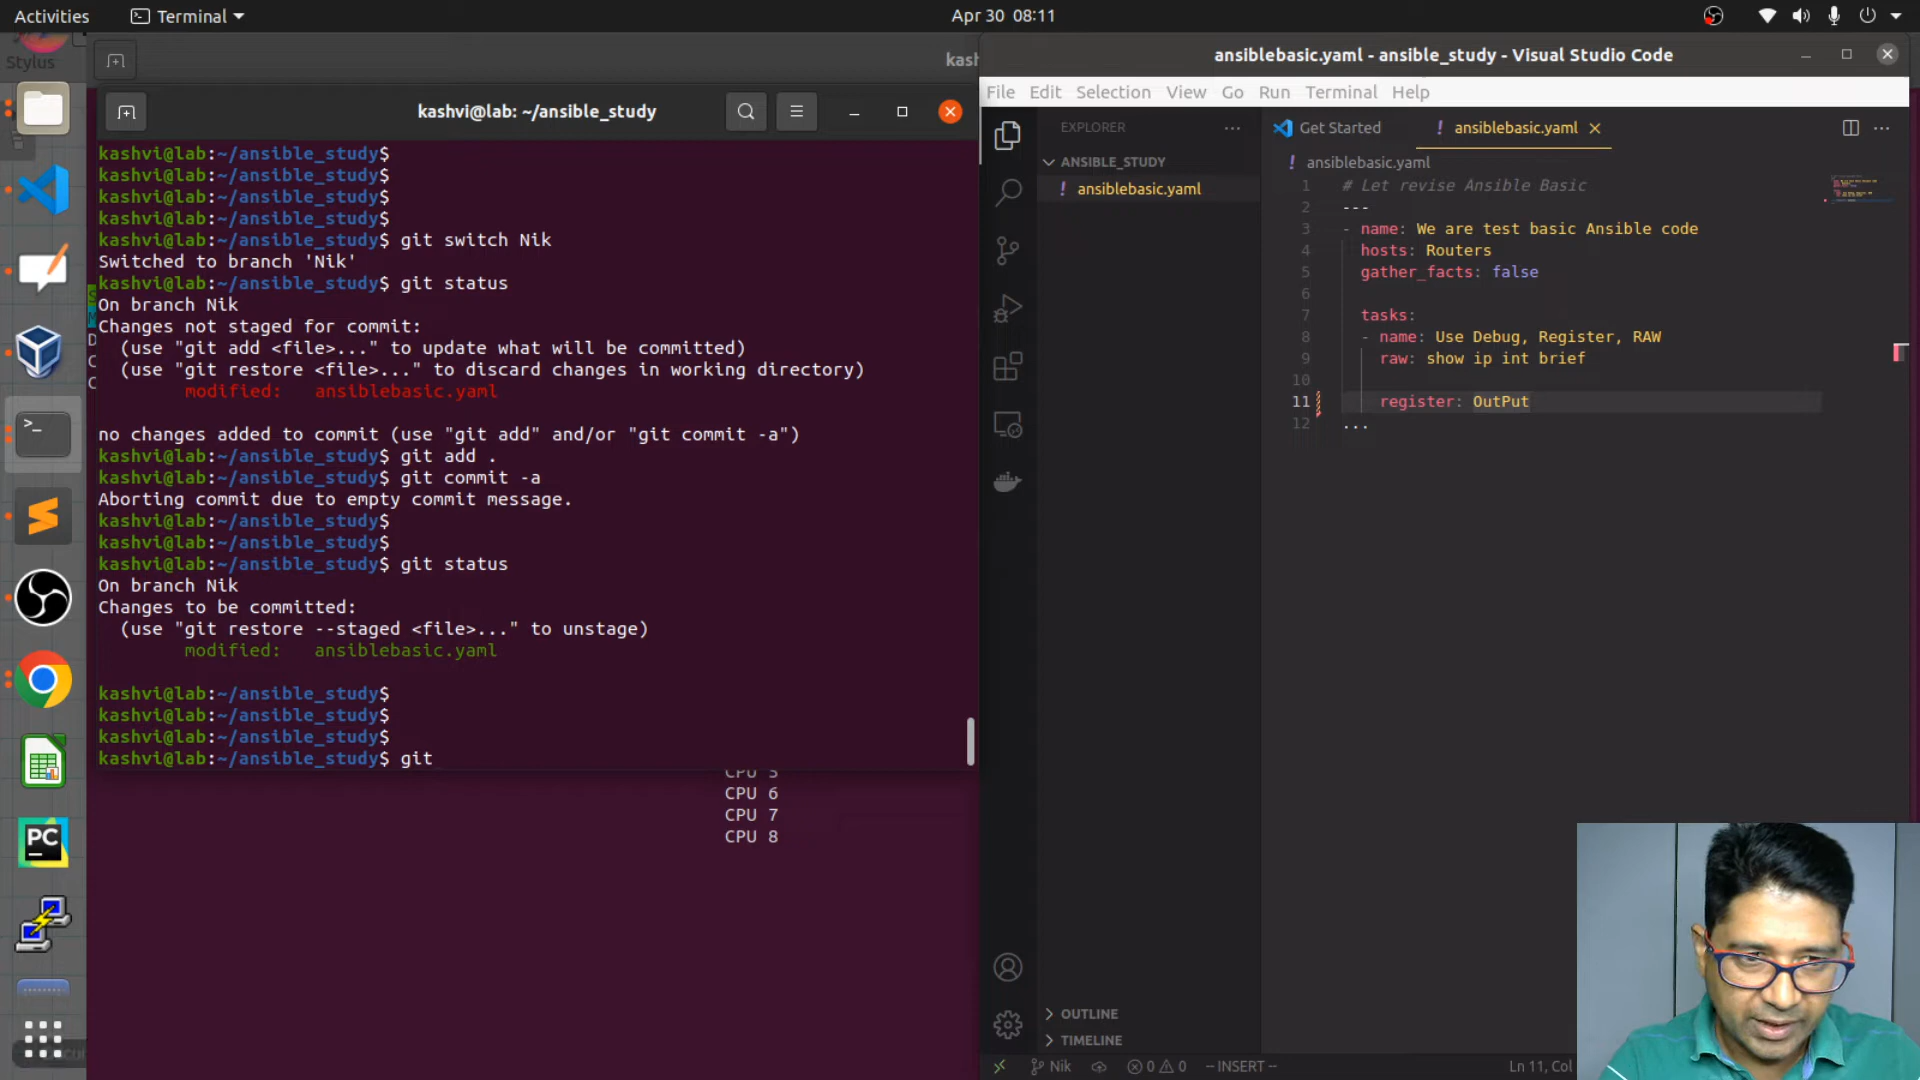 Activities
Terminal
Apr 30 08:11
Stylus
kash
kashvi@lab: ~/ansible_study
kashvi@lab:~/ansible_study$
kashvi@lab:~/ansible_study$
kashvi@lab:~/ansible_study$
kashvi@lab:~/ansible_study$
kashvi@lab:~/ansible_study$ git switch Nik
Switched to branch 'Nik'
kashvi@lab:~/ansible_study$ git status
On branch Nik
Changes not staged for commit:
(use "git add <file>..." to update what will be committed)
(use "git restore <file>..." to discard changes in working directory)
modified: ansiblebasic.yaml
no changes added to commit (use "git add" and/or "git commit -a")
kashvi@lab:~/ansible_study$ git add .
kashvi@lab:~/ansible_study$ git commit -a
Aborting commit due to empty commit message.
kashvi@lab:~/ansible_study$
kashvi@lab:~/ansible_study$
kashvi@lab:~/ansible_study$ git status
On branch Nik
Changes to be committed:
(use "git restore --staged <file>..." to unstage)
modified: ansiblebasic.yaml
kashvi@lab:~/ansible_study$
kashvi@lab:~/ansible_study$
kashvi@lab:~/ansible_study$
kashvi@lab:~/ansible_study$ git
CPU 5
CPU 6
CPU 7
CPU 8
PC
ansiblebasic.yaml - ansible_study - Visual Studio Code
File Edit Selection View Go Run Terminal Help
EXPLORER
ANSIBLE_STUDY
! ansiblebasic.yaml
OUTLINE
TIMELINE
Get Started
! ansiblebasic.yaml
! ansiblebasic.yaml
1 # Let revise Ansible Basic
2 ---
3 - name: We are test basic Ansible code
4 hosts: Routers
5 gather_facts: false
6
7 tasks:
8 - name: Use Debug, Register, RAW
9 raw: show ip int brief
10
11 register: OutPut
12 ...
Nik
0 0
-- INSERT --
Ln 11, Col